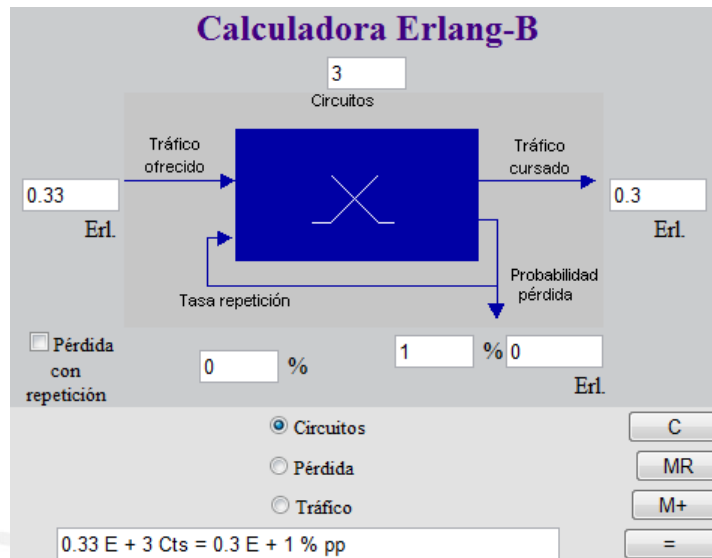 Calculadora Erlang-B
3
Circuitos
Tráfico
ofrecido
Tráfico
cursado
0.33
Erl.
0.3
Erl.
Tasa repetición
Probabilidad
pérdida
Pérdida
con
repetición
0 %
1 % 0
Erl.
Circuitos
C
Pérdida
MR
Tráfico
M+
0.33 E + 3 Cts = 0.3 E + 1 % pp
=